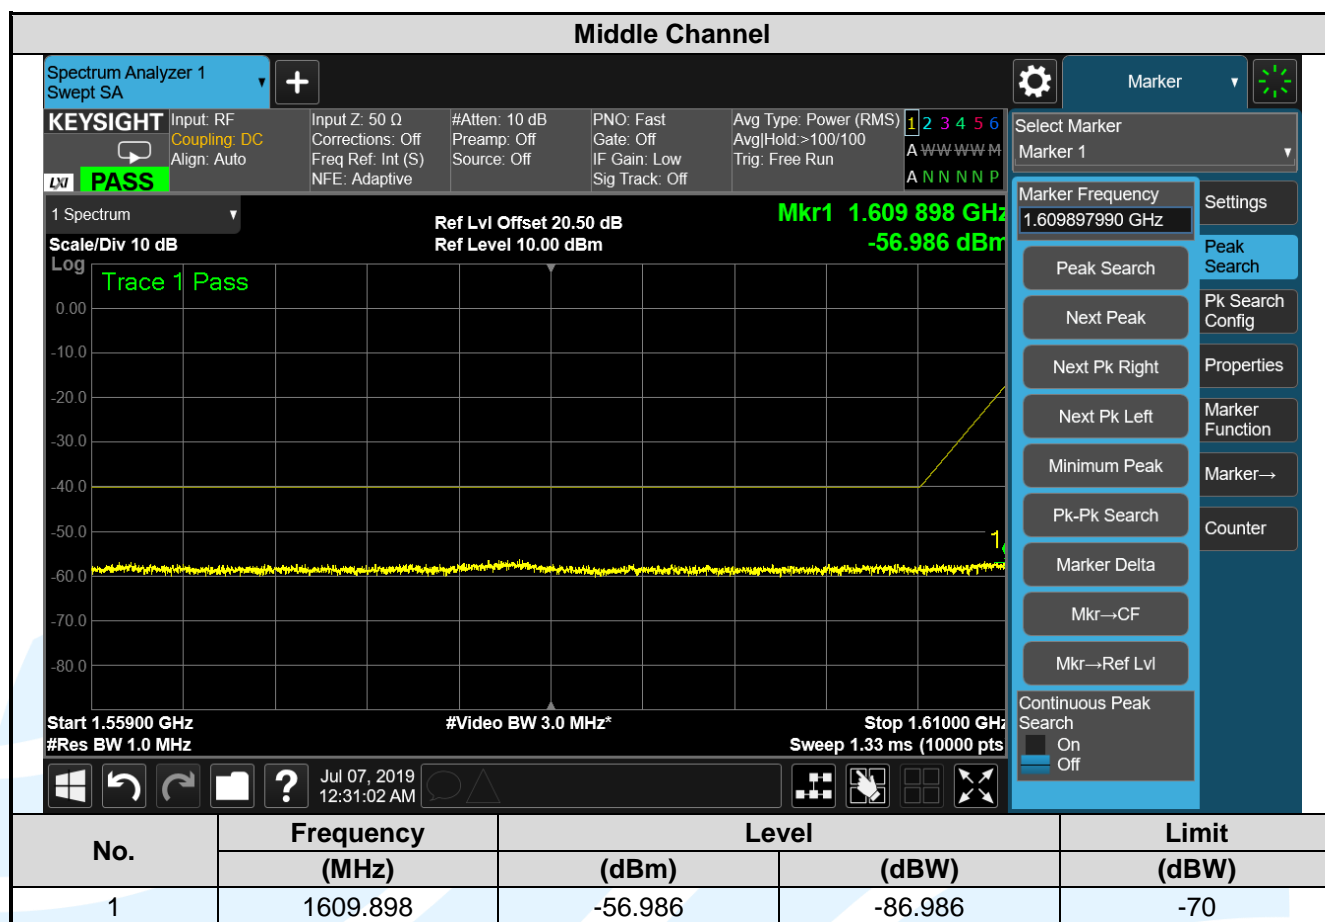 Middle Channel
Spectrum Analyzer 1
Swept SA
Marker
KEYSIGHT
LXI PASS
Input: RF
Coupling: DC
Align: Auto
Input Z: 50 Ω
Corrections: Off
Freq Ref: Int (S)
NFE: Adaptive
#Atten: 10 dB
Preamp: Off
Source: Off
PNO: Fast
Gate: Off
IF Gain: Low
Sig Track: Off
Avg Type: Power (RMS)
Avg|Hold:>100/100
Trig: Free Run
1 2 3 4 5 6
A W W W W M
A N N N N P
Select Marker
Marker 1
1 Spectrum
Scale/Div 10 dB
Log
Ref Lvl Offset 20.50 dB
Ref Level 10.00 dBm
Mkr1 1.609 898 GHz
-56.986 dBm
Trace 1 Pass
0.00
-10.0
-20.0
-30.0
-40.0
-50.0
-60.0
-70.0
-80.0
1
Start 1.55900 GHz
#Res BW 1.0 MHz
#Video BW 3.0 MHz*
Stop 1.61000 GHz
Sweep 1.33 ms (10000 pts
Marker Frequency
1.609897990 GHz
Peak Search
Next Peak
Next Pk Right
Next Pk Left
Minimum Peak
Pk-Pk Search
Marker Delta
Mkr→CF
Mkr→Ref Lvl
Continuous Peak
Search
On
Off
Settings
Peak
Search
Pk Search
Config
Properties
Marker
Function
Marker→
Counter
?
Jul 07, 2019
12:31:02 AM
No. Frequency Level Limit
(MHz) (dBm) (dBW) (dBW)
1 1609.898 -56.986 -86.986 -70